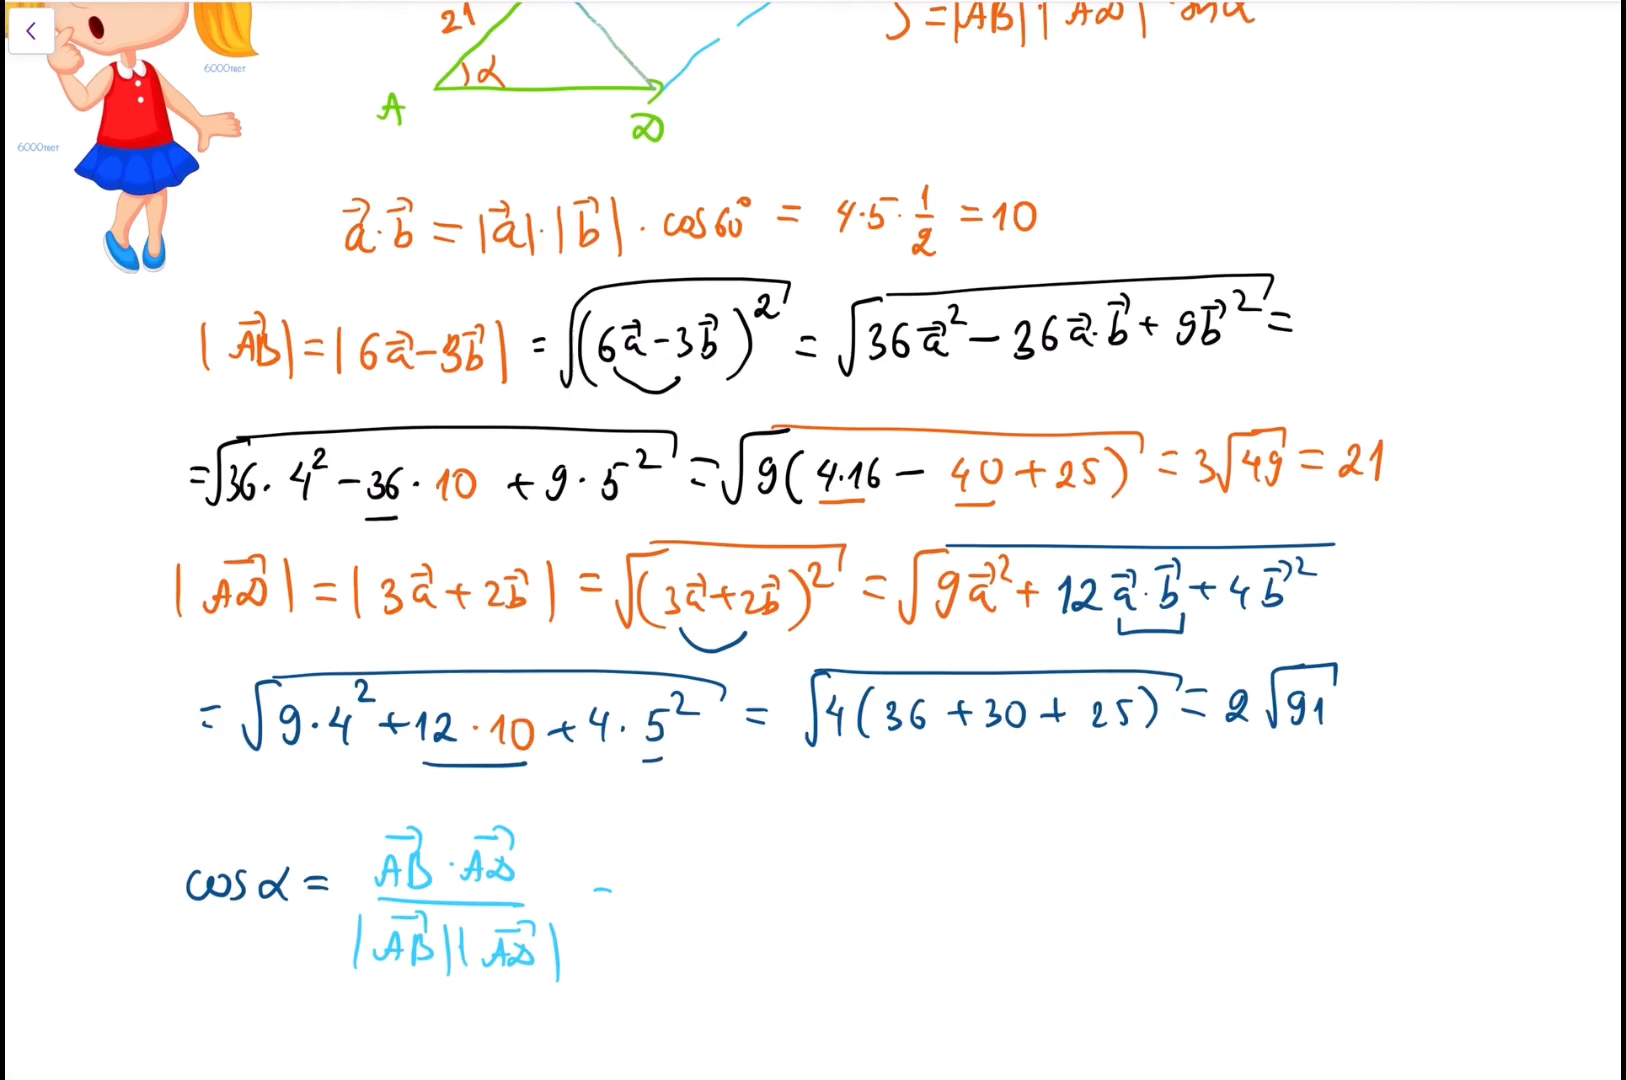 21
S = |AB| |AD| sin α
6000тест
α
A
D
6000тест
a⃗·b⃗ = |a⃗|·|b⃗|·cos 60° = 4·5·1/2 = 10
|AB⃗| = |6a⃗-3b⃗| = √(6a⃗-3b⃗)² = √36a⃗² - 36a⃗·b⃗ + 9b⃗² =
= √36·4² - 36·10 + 9·5² = √9(4·16 - 40 + 25) = 3√49 = 21
|AD⃗| = |3a⃗+2b⃗| = √(3a⃗+2b⃗)² = √9a⃗² + 12a⃗·b⃗ + 4b⃗²
= √9·4² + 12·10 + 4·5² = √4(36 + 30 + 25) = 2√91
cos α = AB⃗·AD⃗ / |AB⃗||AD⃗| -